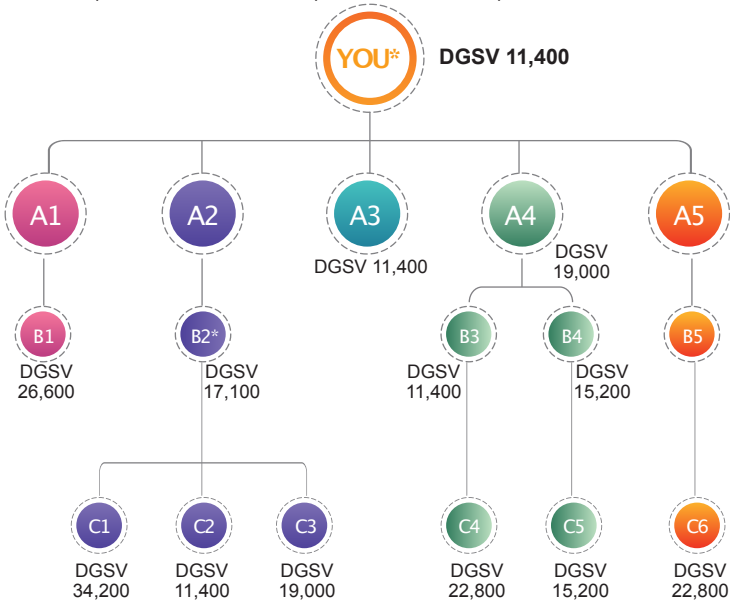 YOU*
DGSV 11,400
A1
A2
A3
A4
A5
DGSV 11,400
DGSV
19,000
B1
B2*
B3
B4
B5
DGSV
26,600
DGSV
17,100
DGSV
11,400
DGSV
15,200
C1
C2
C3
C4
C5
C6
DGSV
34,200
DGSV
11,400
DGSV
19,000
DGSV
22,800
DGSV
15,200
DGSV
22,800